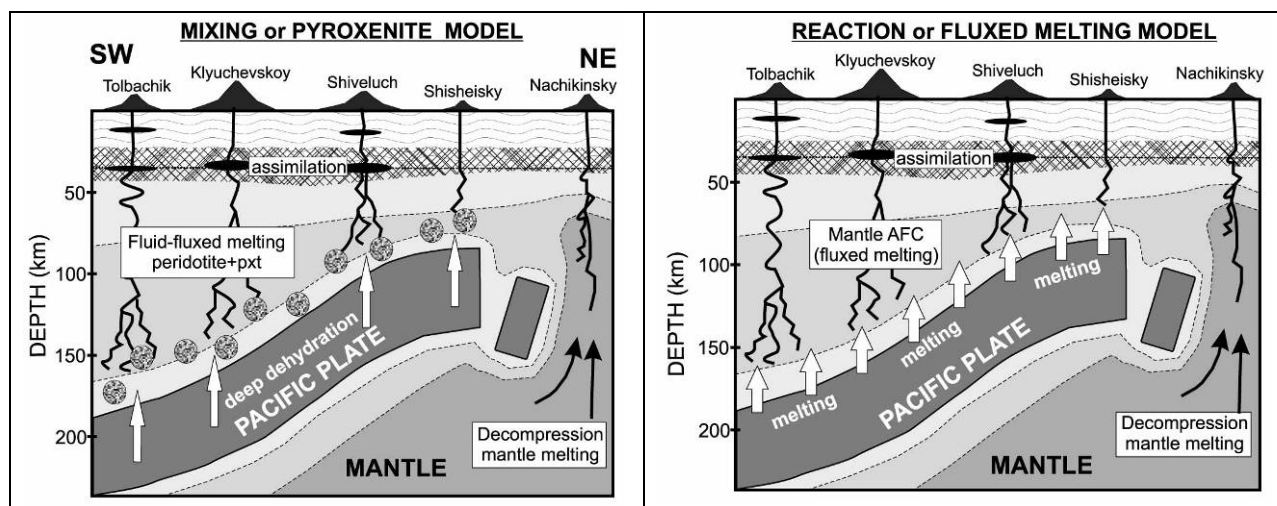 MIXING or PYROXENITE MODEL
SW
NE
Tolbachik
Klyuchevskoy
Shiveluch
Shisheisky
Nachikinsky
assimilation
50
Fluid-fluxed melting
peridotite+pxt
100
DEPTH (km)
150
deep dehydration
PACIFIC PLATE
200
Decompression
mantle melting
MANTLE
REACTION or FLUXED MELTING MODEL
Tolbachik
Klyuchevskoy
Shiveluch
Shisheisky
Nachikinsky
assimilation
50
Mantle AFC
(fluxed melting)
100
melting
DEPTH (km)
150
melting
PACIFIC PLATE
melting
200
Decompression
mantle melting
MANTLE